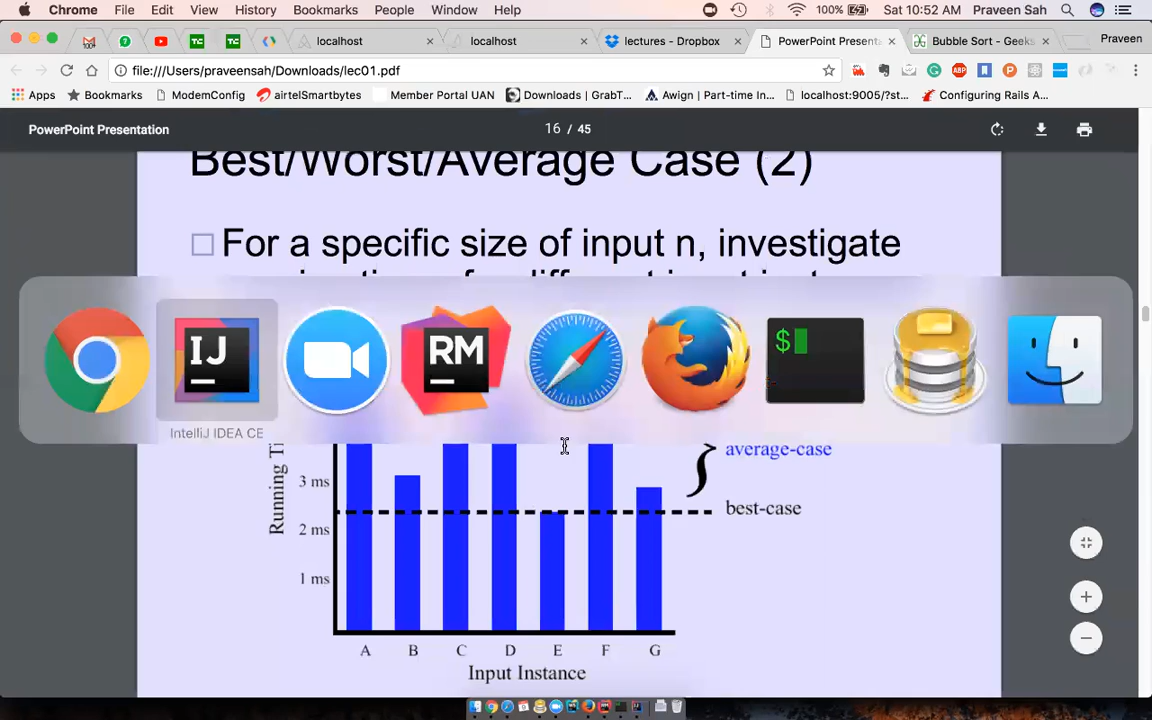 Chrome File Edit View History Bookmarks People Window Help 100% Sat 10:52 AM Praveen Sah
localhost localhost lectures - Dropbox PowerPoint Present Bubble Sort - Geeks Praveen
file:///Users/praveensah/Downloads/lec01.pdf
Apps Bookmarks ModemConfig airtelSmartbytes Member Portal UAN Downloads | GrabT... Awign | Part-time In... localhost:9005/?st... Configuring Rails A...
PowerPoint Presentation 16 / 45
Best/Worst/Average Case (2)
For a specific size of input n, investigate
IJ RM $
IntelliJ IDEA CE
average-case
3 ms
best-case
2 ms
1 ms
A B C D E F G
Input Instance